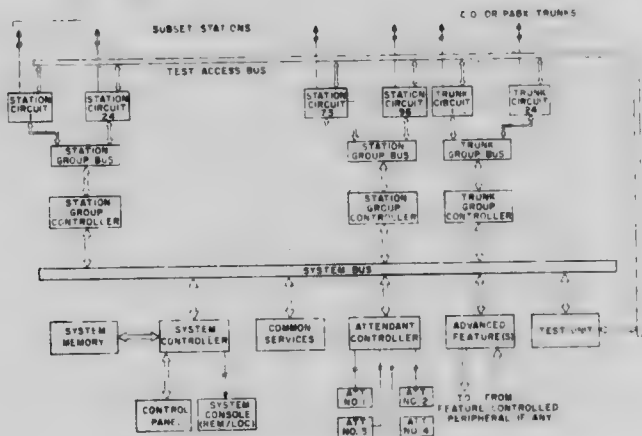 SUBSET STATIONS
C.O. OR PABX TRUNKS
TEST ACCESS BUS
STATION
CIRCUIT
STATION
CIRCUIT
24
STATION
CIRCUIT
73
STATION
CIRCUIT
96
TRUNK
CIRCUIT
TRUNK
CIRCUIT
24
STATION
GROUP BUS
STATION
GROUP BUS
TRUNK
GROUP BUS
STATION
GROUP
CONTROLLER
STATION
GROUP
CONTROLLER
TRUNK
GROUP
CONTROLLER
SYSTEM BUS
SYSTEM
MEMORY
SYSTEM
CONTROLLER
COMMON
SERVICES
ATTENDANT
CONTROLLER
ADVANCED
FEATURE(S)
TEST UNIT
CONTROL
PANEL
SYSTEM
CONSOLE
(REM/LOC)
ATT
NO. 1
ATT
NO. 2
ATT
NO. 3
ATT
NO. 4
TO FROM
FEATURE CONTROLLED
PERIPHERAL IF ANY